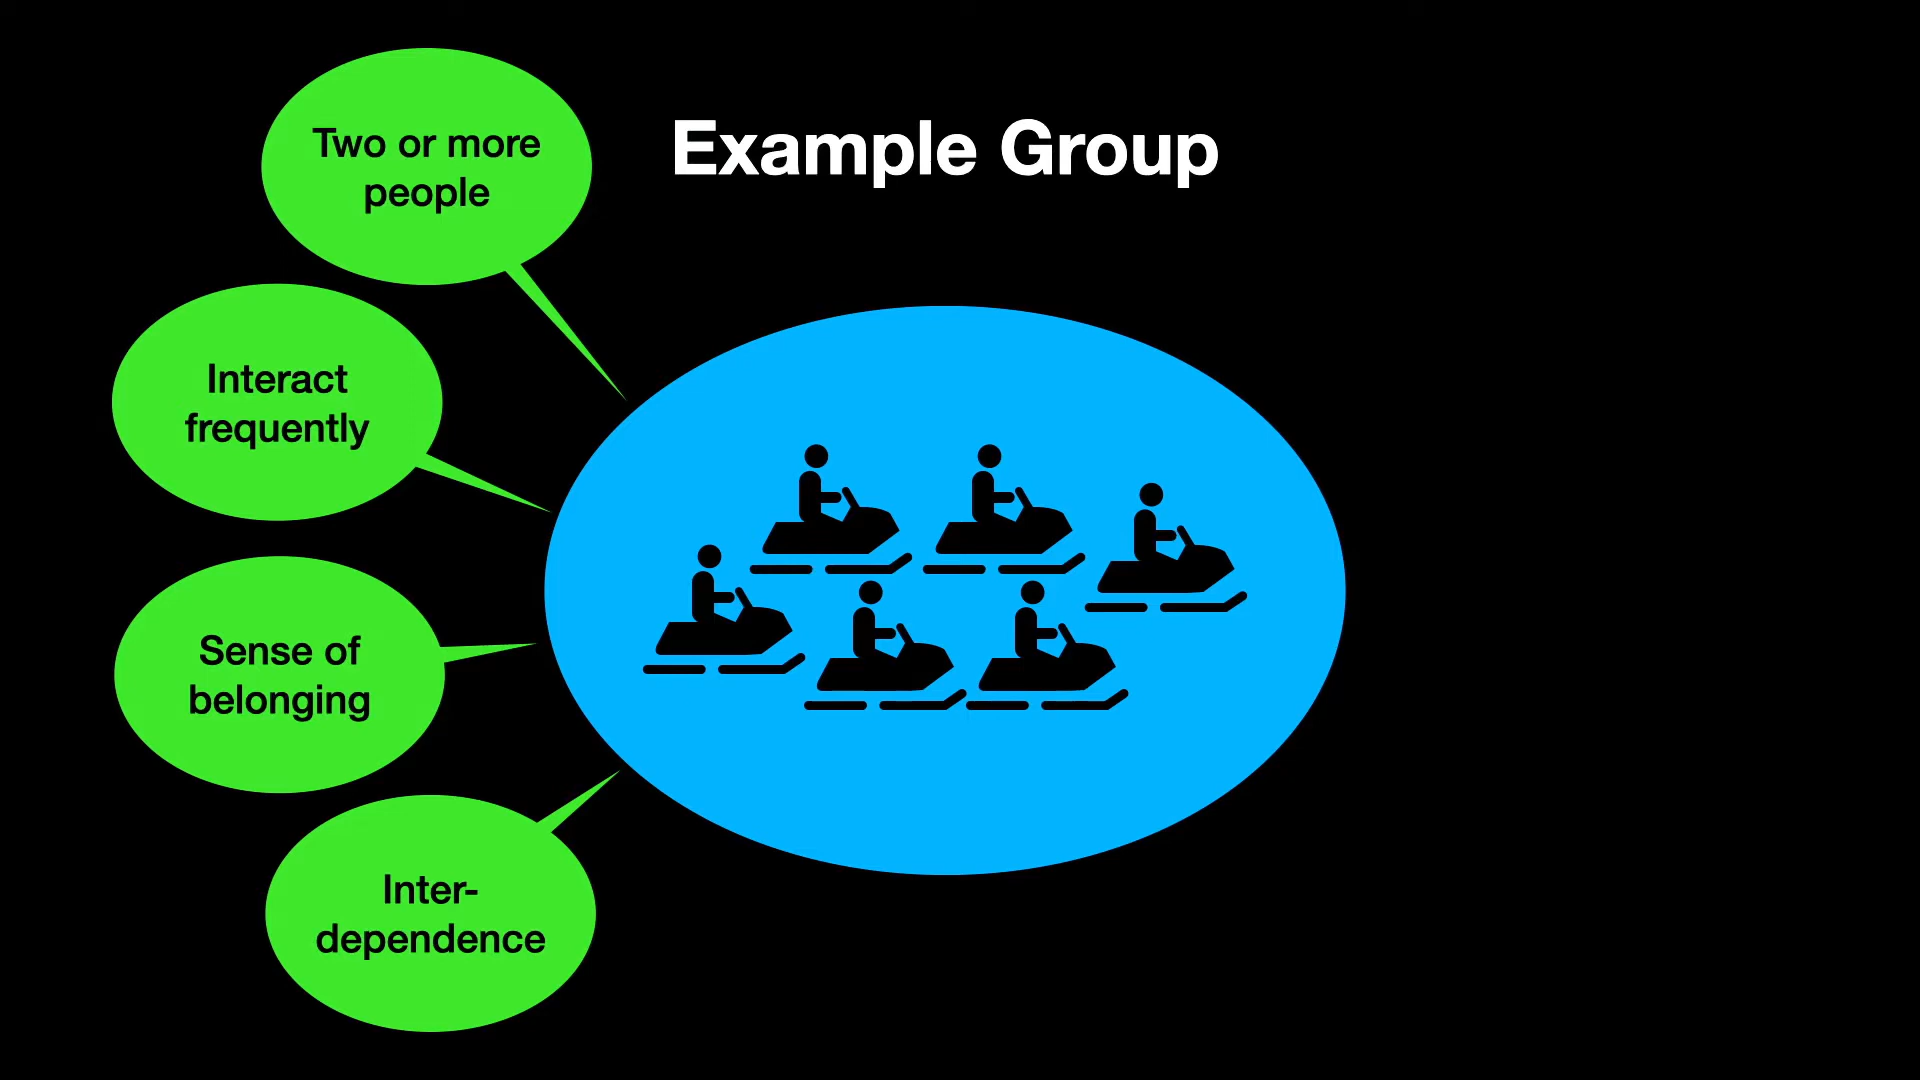 Example Group
Two or more
people
Interact
frequently
Sense of
belonging
Inter-
dependence